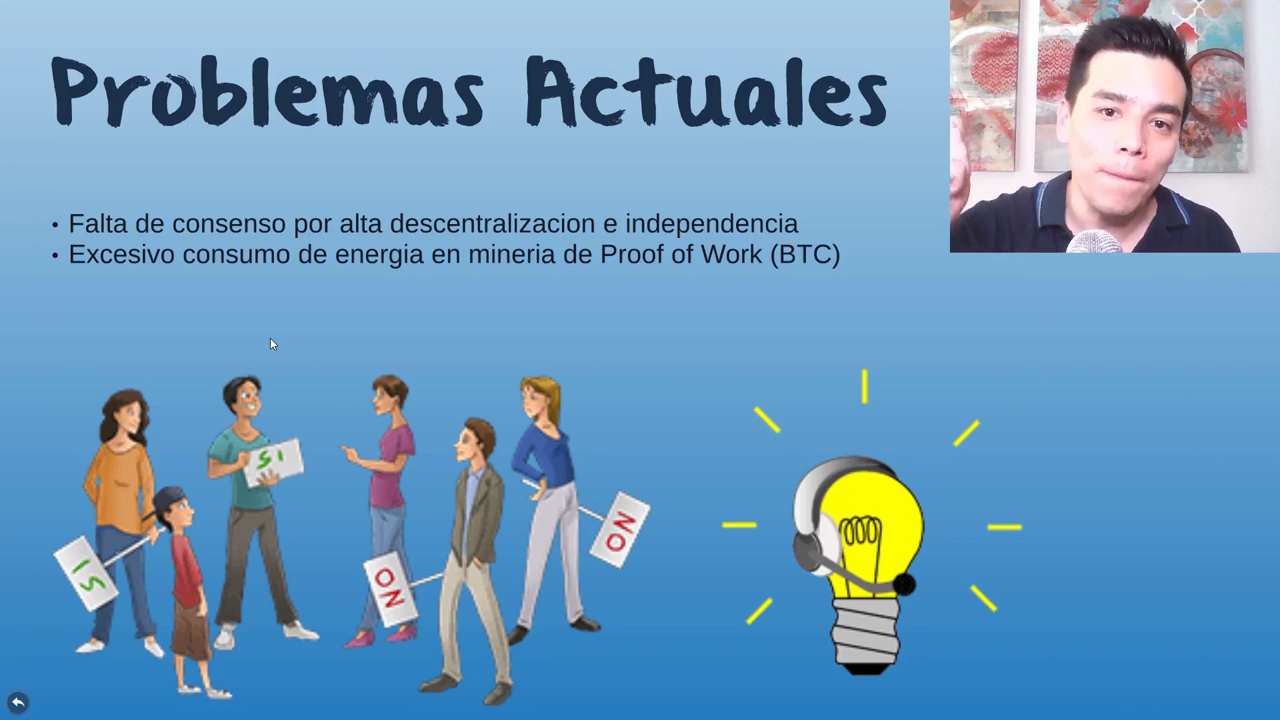 Problemas Actuales
• Falta de consenso por alta descentralizacion e independencia
• Excesivo consumo de energia en mineria de Proof of Work (BTC)
SI
SI
NO
NO